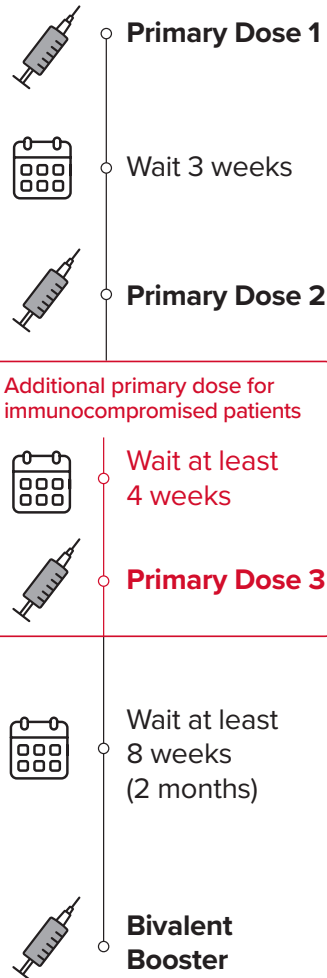 Primary Dose 1
Wait 3 weeks
Primary Dose 2
Additional primary dose for
immunocompromised patients
Wait at least
4 weeks
Primary Dose 3
Wait at least
8 weeks
(2 months)
Bivalent
Booster